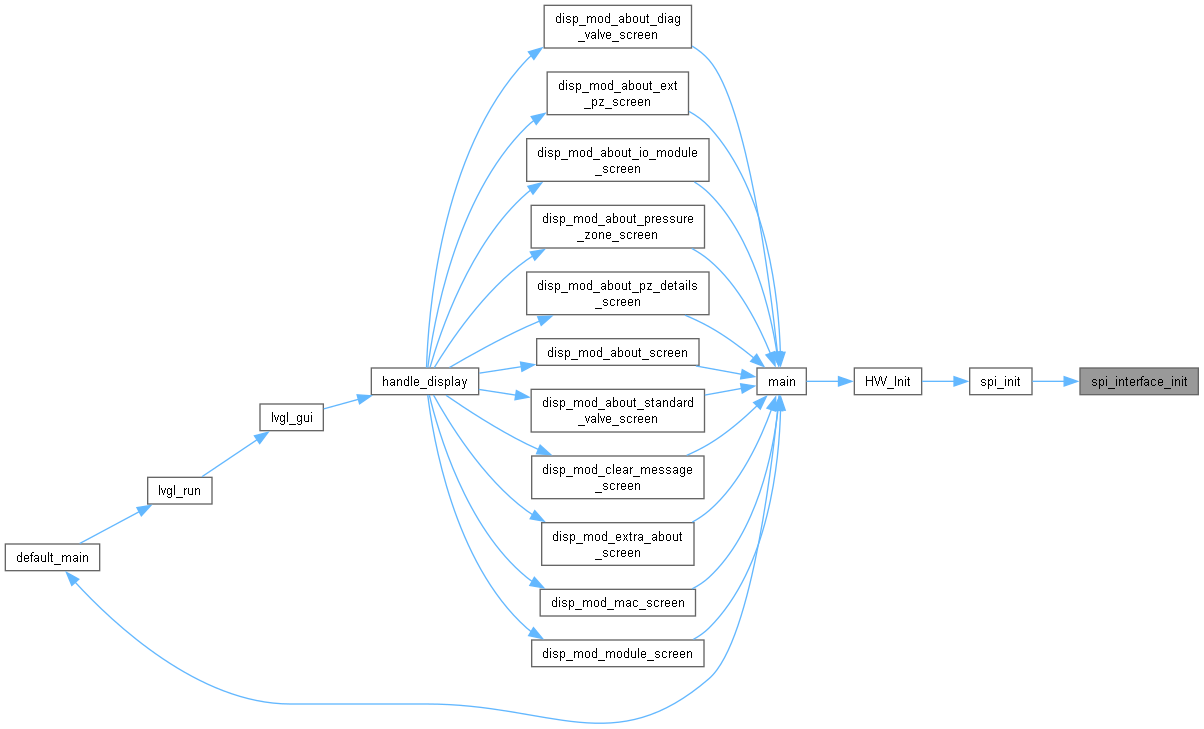 disp_mod_about_diag
_valve_screen
disp_mod_about_ext
_pz_screen
disp_mod_about_io_module
_screen
disp_mod_about_pressure
_zone_screen
disp_mod_about_pz_details
_screen
disp_mod_about_screen
handle_display
main
HW_Init
spi_init
spi_interface_init
disp_mod_about_standard
_valve_screen
lvgl_gui
disp_mod_clear_message
_screen
lvgl_run
disp_mod_extra_about
_screen
default_main
disp_mod_mac_screen
disp_mod_module_screen